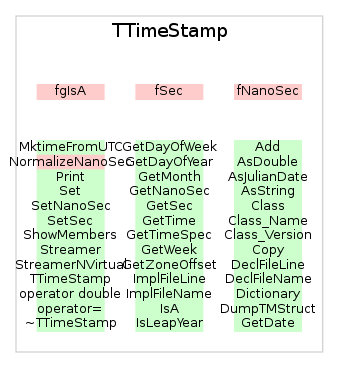 TTimeStamp
fgIsA fSec fNanoSec
MktimeFromUTC GetDayOfWeek Add
NormalizeNanoSec GetDayOfYear AsDouble
Print GetMonth AsJulianDate
Set GetNanoSec AsString
SetNanoSec GetSec Class
SetSec GetTime Class_Name
ShowMembers GetTimeSpec Class_Version
Streamer GetWeek Copy
StreamerNVirtual GetZoneOffset DeclFileLine
TTimeStamp ImplFileLine DeclFileName
operator double ImplFileName Dictionary
operator= IsA DumpTMStruct
~TTimeStamp IsLeapYear GetDate